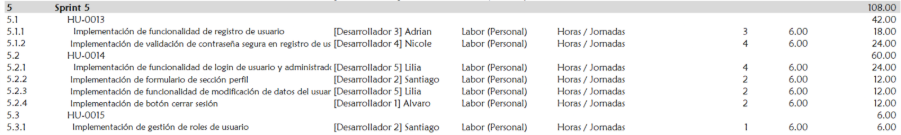 5 Sprint 5 108.00
5.1 HU-0013 42.00
5.1.1 Implementación de funcionalidad de registro de usuario [Desarrollador 3] Adrian Labor (Personal) Horas / Jornadas 3 6.00 18.00
5.1.2 Implementación de validación de contraseña segura en registro de us [Desarrollador 4] Nicole Labor (Personal) Horas / Jornadas 4 6.00 24.00
5.2 HU-0014 60.00
5.2.1 Implementación de funcionalidad de login de usuario y administrad [Desarrollador 5] Lilia Labor (Personal) Horas / Jornadas 4 6.00 24.00
5.2.2 Implementación de formulario de sección perfil [Desarrollador 2] Santiago Labor (Personal) Horas / Jornadas 2 6.00 12.00
5.2.3 Implementación de funcionalidad de modificación de datos del usuar [Desarrollador 5] Lilia Labor (Personal) Horas / Jornadas 2 6.00 12.00
5.2.4 Implementación de botón cerrar sesión [Desarrollador 1] Alvaro Labor (Personal) Horas / Jornadas 2 6.00 12.00
5.3 HU-0015 6.00
5.3.1 Implementación de gestión de roles de usuario [Desarrollador 2] Santiago Labor (Personal) Horas / Jornadas 1 6.00 6.00